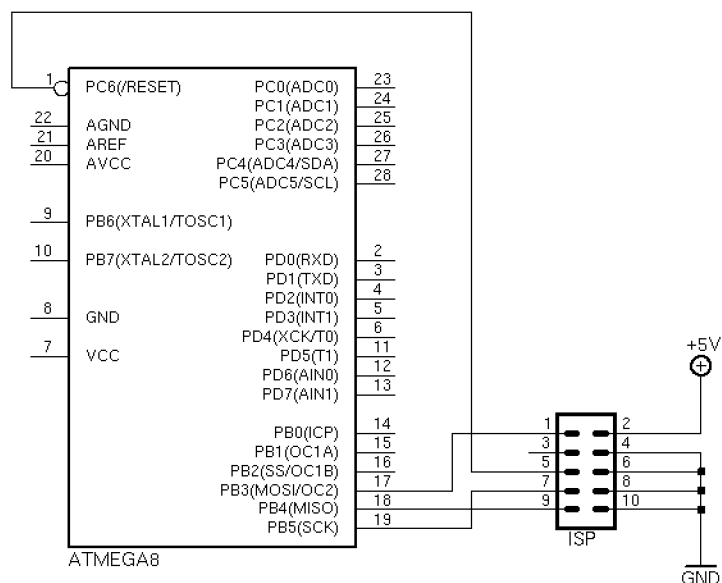 1 PC6(/RESET) PC0(ADC0) 23
PC1(ADC1) 24
22 AGND PC2(ADC2) 25
21 AREF PC3(ADC3) 26
20 AVCC PC4(ADC4/SDA) 27
PC5(ADC5/SCL) 28
9 PB6(XTAL1/TOSC1)
10 PB7(XTAL2/TOSC2) PD0(RXD) 2
PD1(TXD) 3
PD2(INT0) 4
8 GND PD3(INT1) 5
PD4(XCK/T0) 6
7 VCC PD5(T1) 11
PD6(AIN0) 12
PD7(AIN1) 13
+5V
PB0(ICP) 14 1 2
PB1(OC1A) 15 3 4
PB2(SS/OC1B) 16 5 6
PB3(MOSI/OC2) 17 7 8
PB4(MISO) 18 9 10
PB5(SCK) 19
ISP
ATMEGA8
GND